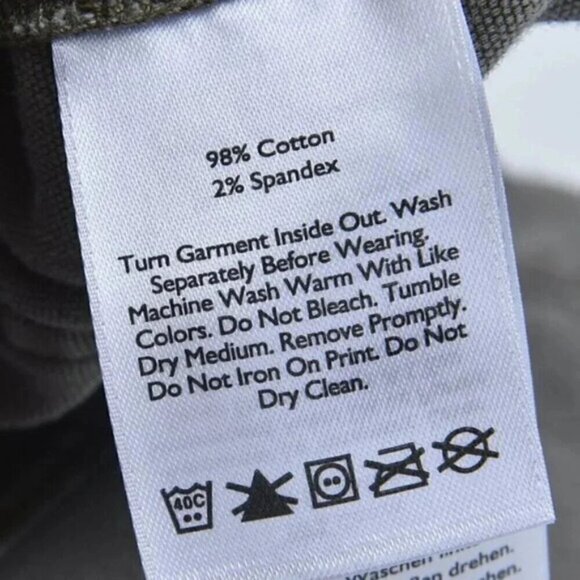 98% Cotton
2% Spandex
Turn Garment Inside Out. Wash
Separately Before Wearing.
Machine Wash Warm With Like
Colors. Do Not Bleach. Tumble
Dry Medium. Remove Promptly.
Do Not Iron On Print. Do Not
Dry Clean.
40C
drehen.